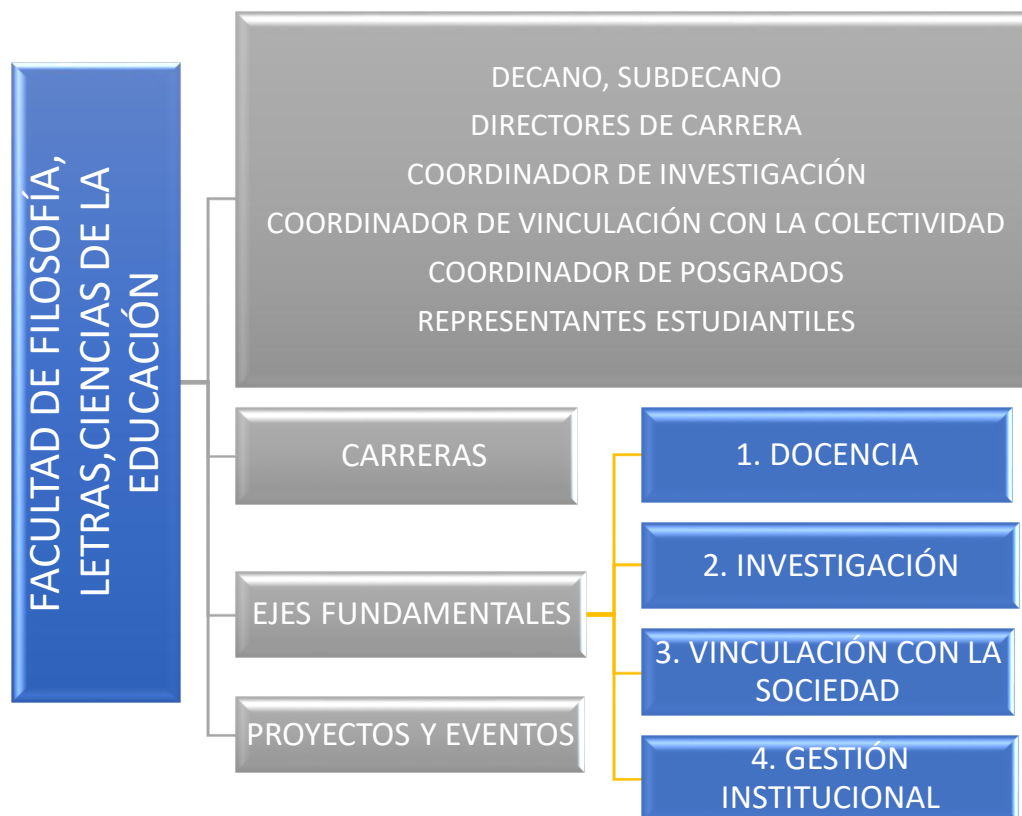 FACULTAD DE FILOSOFÍA,
LETRAS,CIENCIAS DE LA
EDUCACIÓN
DECANO, SUBDECANO
DIRECTORES DE CARRERA
COORDINADOR DE INVESTIGACIÓN
COORDINADOR DE VINCULACIÓN CON LA COLECTIVIDAD
COORDINADOR DE POSGRADOS
REPRESENTANTES ESTUDIANTILES
CARRERAS
EJES FUNDAMENTALES
1. DOCENCIA
2. INVESTIGACIÓN
3. VINCULACIÓN CON LA
SOCIEDAD
4. GESTIÓN
INSTITUCIONAL
PROYECTOS Y EVENTOS